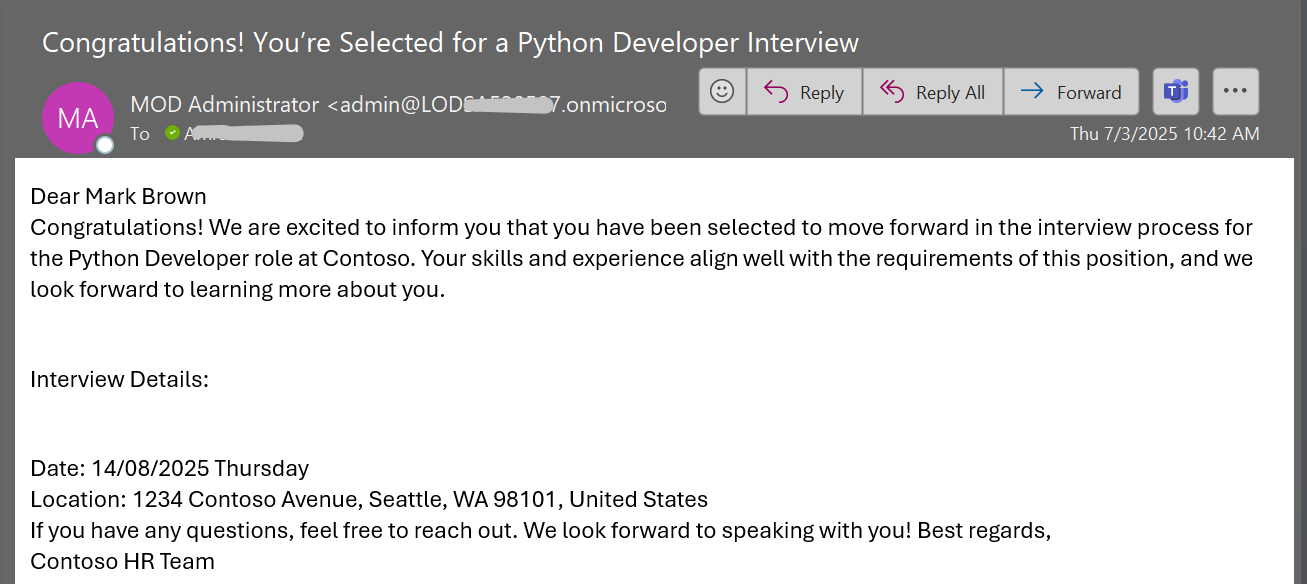 Congratulations! You’re Selected for a Python Developer Interview
MA
MOD Administrator <admin@LOD 7.onmicroso
Reply
Reply All
Forward
To
Thu 7/3/2025 10:42 AM
Dear Mark Brown
Congratulations! We are excited to inform you that you have been selected to move forward in the interview process for
the Python Developer role at Contoso. Your skills and experience align well with the requirements of this position, and we
look forward to learning more about you.
Interview Details:
Date: 14/08/2025 Thursday
Location: 1234 Contoso Avenue, Seattle, WA 98101, United States
If you have any questions, feel free to reach out. We look forward to speaking with you! Best regards,
Contoso HR Team